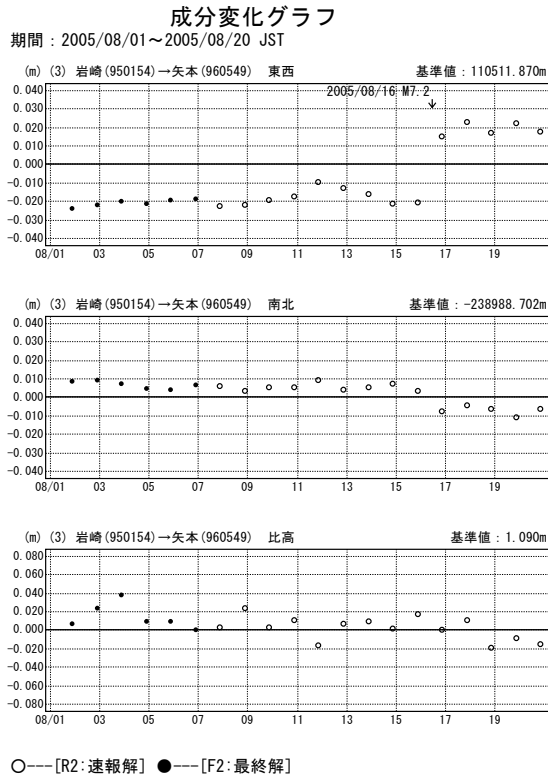 成分変化グラフ
期間：2005/08/01～2005/08/20 JST
(m) (3) 岩崎(950154)→矢本(960549) 東西 基準値：110511.870m
2005/08/16 M7.2
0.040
0.030
0.020
0.010
0.000
-0.010
-0.020
-0.030
-0.040
08/01 03 05 07 09 11 13 15 17 19
(m) (3) 岩崎(950154)→矢本(960549) 南北 基準値：-238988.702m
0.040
0.030
0.020
0.010
0.000
-0.010
-0.020
-0.030
-0.040
08/01 03 05 07 09 11 13 15 17 19
(m) (3) 岩崎(950154)→矢本(960549) 比高 基準値：1.090m
0.080
0.060
0.040
0.020
0.000
-0.020
-0.040
-0.060
-0.080
08/01 03 05 07 09 11 13 15 17 19
○---[R2:速報解] ●---[F2:最終解]